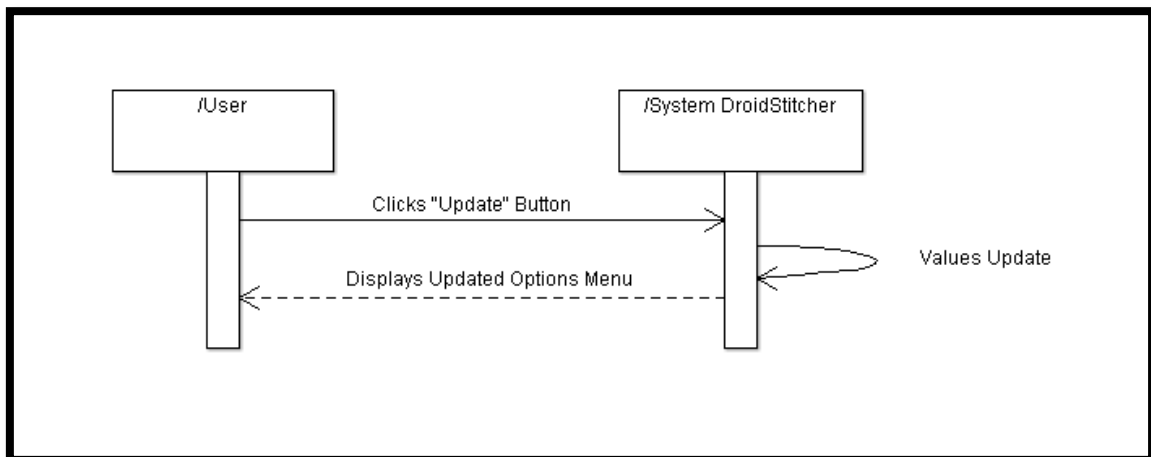 /User
/System DroidStitcher
Clicks "Update" Button
Values Update
Displays Updated Options Menu